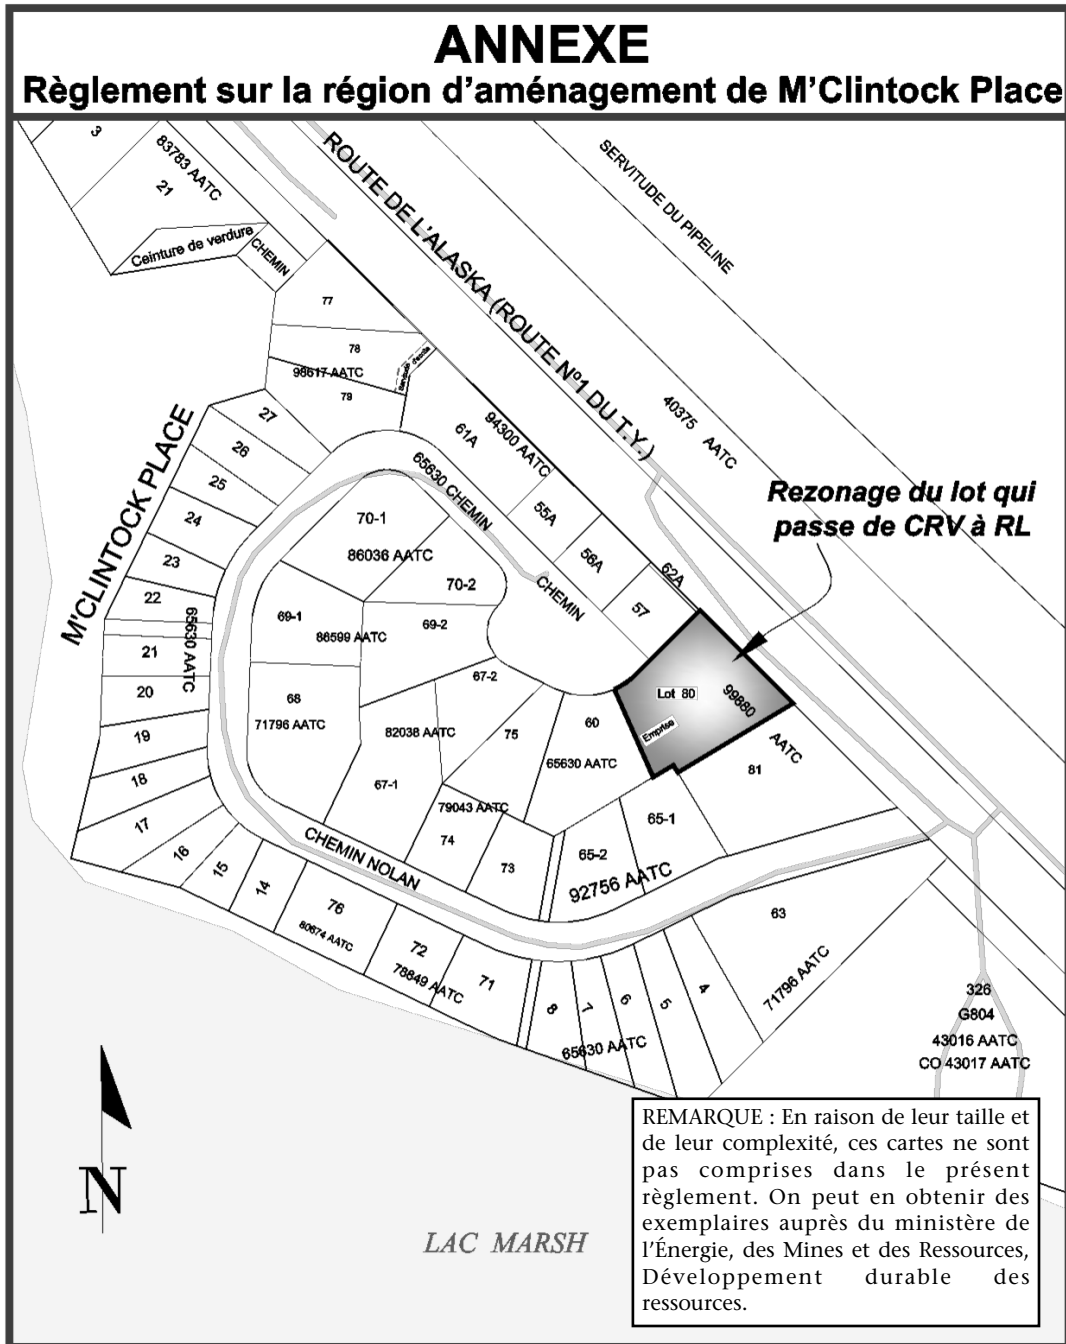 ANNEXE
Règlement sur la région d'aménagement de M'Clintock Place
3
83783 AATC
21
Ceinture de verdure
CHEMIN
ROUTE DE L'ALASKA (ROUTE Nº1 DU T.Y.)
SERVITUDE DU PIPELINE
40375 AATC
77
78
98617 AATC
79
Servitude d'accès
61A
94300 AATC
65630 CHEMIN
55A
56A
CHEMIN
57
62A
Rezonage du lot qui
passe de CRV à RL
M'CLINTOCK PLACE
27
26
25
24
23
22
65630 AATC
21
20
19
18
17
16
15
14
70-1
86036 AATC
70-2
69-1
86599 AATC
69-2
68
71796 AATC
67-2
82038 AATC
67-1
75
60
65630 AATC
Lot 80
99880
AATC
Emprise
81
79043 AATC
74
73
65-1
65-2
92756 AATC
CHEMIN NOLAN
76
80674 AATC
72
78849 AATC
71
8
7
6
5
4
65630 AATC
63
71796 AATC
326
G804
43016 AATC
CO 43017 AATC
N
LAC MARSH
REMARQUE : En raison de leur taille et
de leur complexité, ces cartes ne sont
pas comprises dans le présent
règlement. On peut en obtenir des
exemplaires auprès du ministère de
l'Énergie, des Mines et des Ressources,
Développement durable des
ressources.